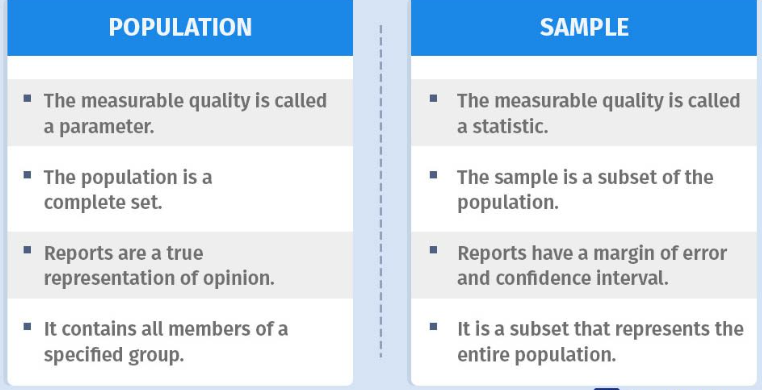 POPULATION
The measurable quality is called
a parameter.
The population is a
complete set.
Reports are a true
representation of opinion.
It contains all members of a
specified group.
SAMPLE
The measurable quality is called
a statistic.
The sample is a subset of the
population.
Reports have a margin of error
and confidence interval.
It is a subset that represents the
entire population.